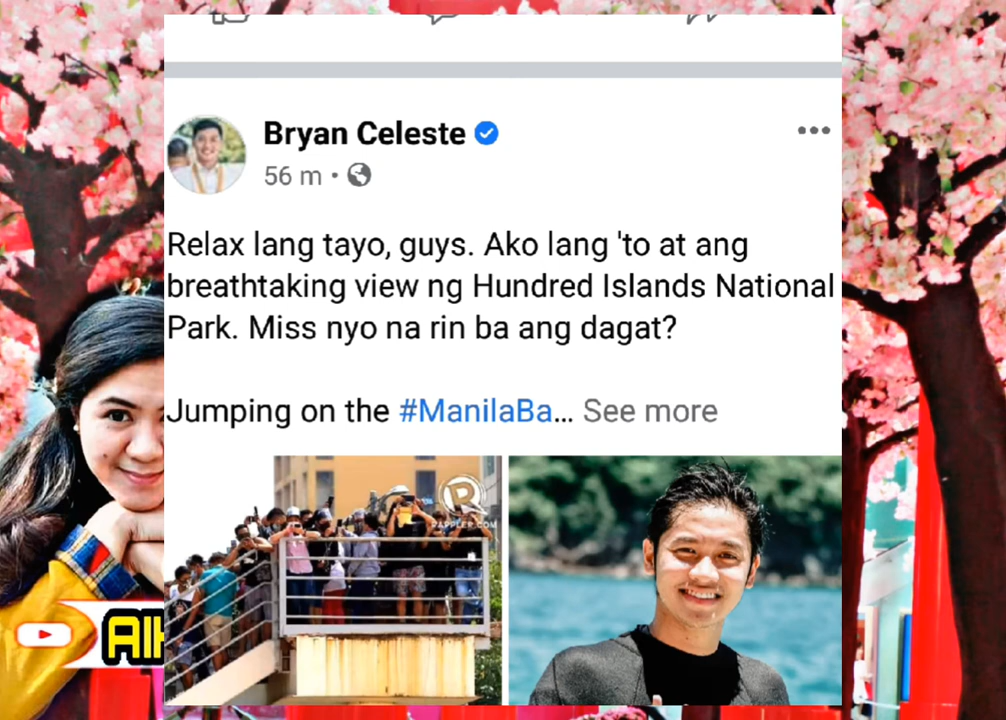 Bryan Celeste
56 m
Relax lang tayo, guys. Ako lang 'to at ang
breathtaking view ng Hundred Islands National
Park. Miss nyo na rin ba ang dagat?
Jumping on the #ManilaBa... See more
R
RAPPLER.COM